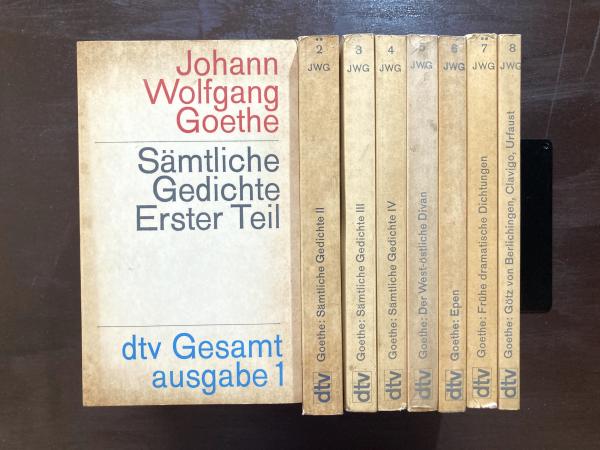 Johann
Wolfgang
Goethe
Sämtliche
Gedichte
Erster Teil
dtv Gesamt
ausgabe 1
2
JWG
Goethe: Sämtliche Gedichte II
dtv
3
JWG
Goethe: Sämtliche Gedichte III
dtv
4
JWG
Goethe: Sämtliche Gedichte IV
dtv
5
JWG
Goethe: Der West-östliche Divan
dtv
6
JWG
Goethe: Epen
dtv
7
JWG
Goethe: Frühe dramatische Dichtungen
dtv
8
JWG
Goethe: Götz von Berlichingen, Clavigo, Urfaust
dtv